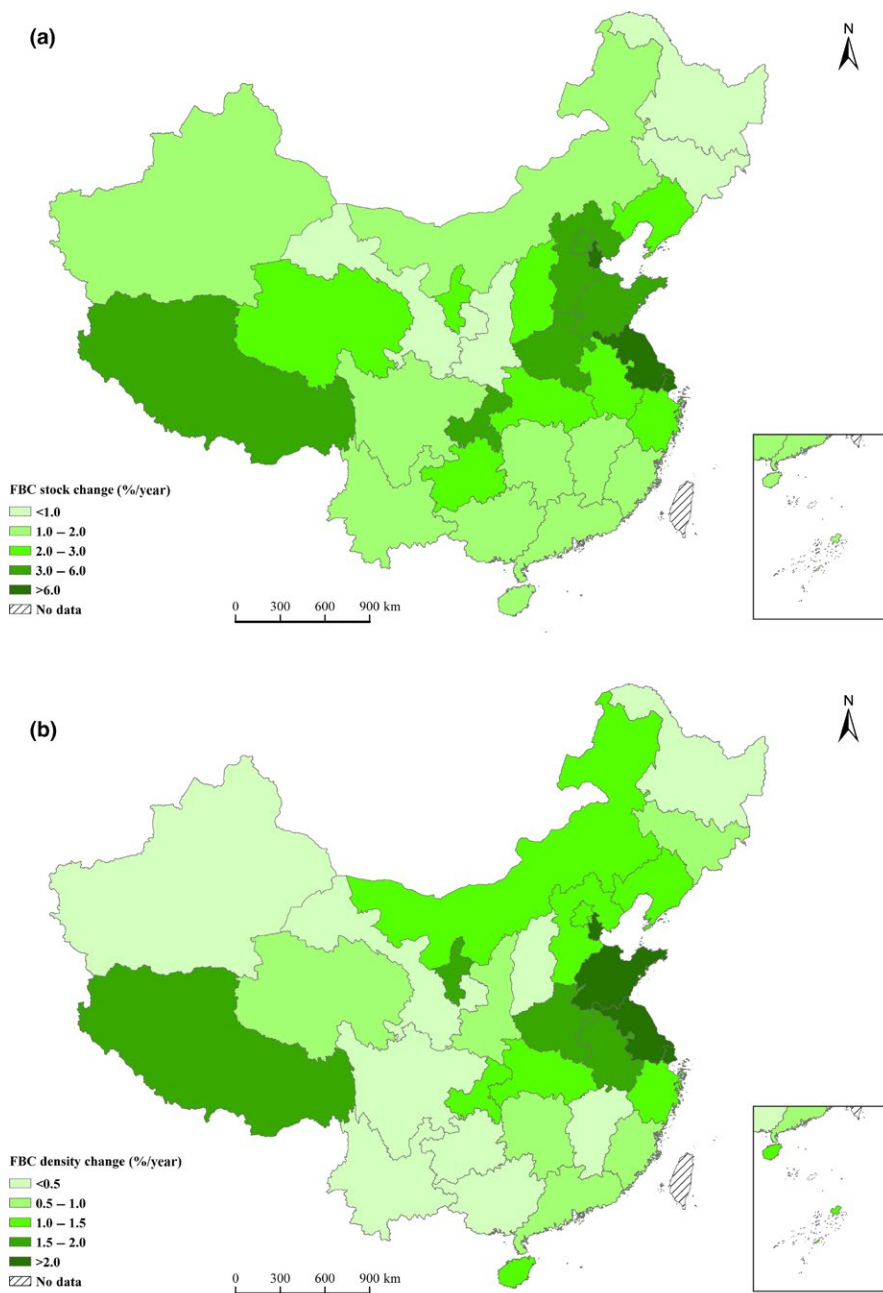 (a)
N
FBC stock change (%/year)
<1.0
1.0 – 2.0
2.0 – 3.0
3.0 – 6.0
>6.0
No data
0 300 600 900 km
(b)
N
FBC density change (%/year)
<0.5
0.5 – 1.0
1.0 – 1.5
1.5 – 2.0
>2.0
No data
0 300 600 900 km